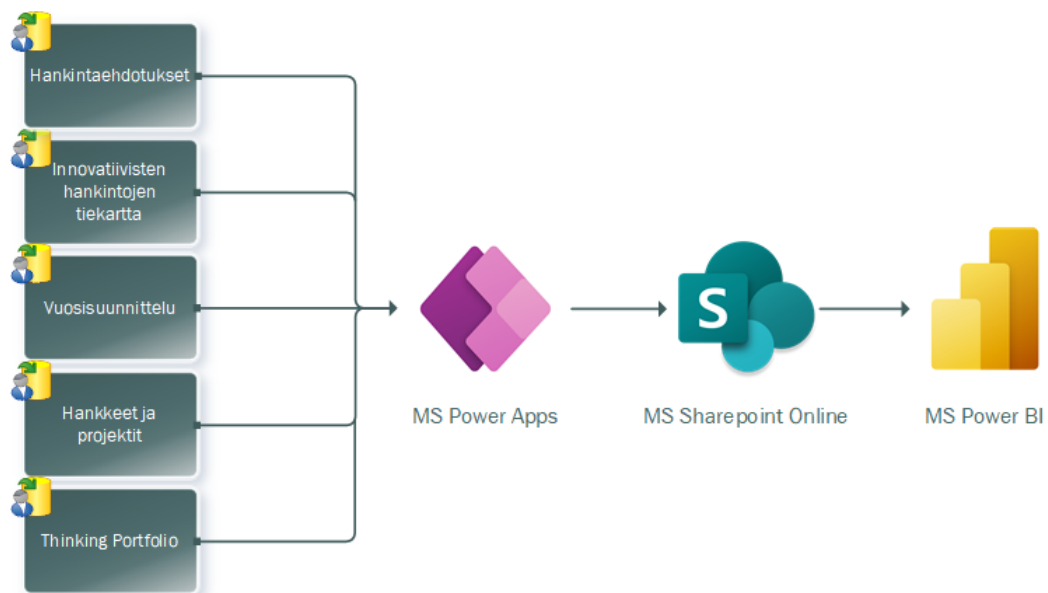 Hankintaehdotukset
Innovatiivisten
hankintojen
tiekartta
Vuosisuunnittelu
Hankkeet ja
projektit
Thinking Portfolio
S
MS Power Apps
MS Sharepoint Online
MS Power BI